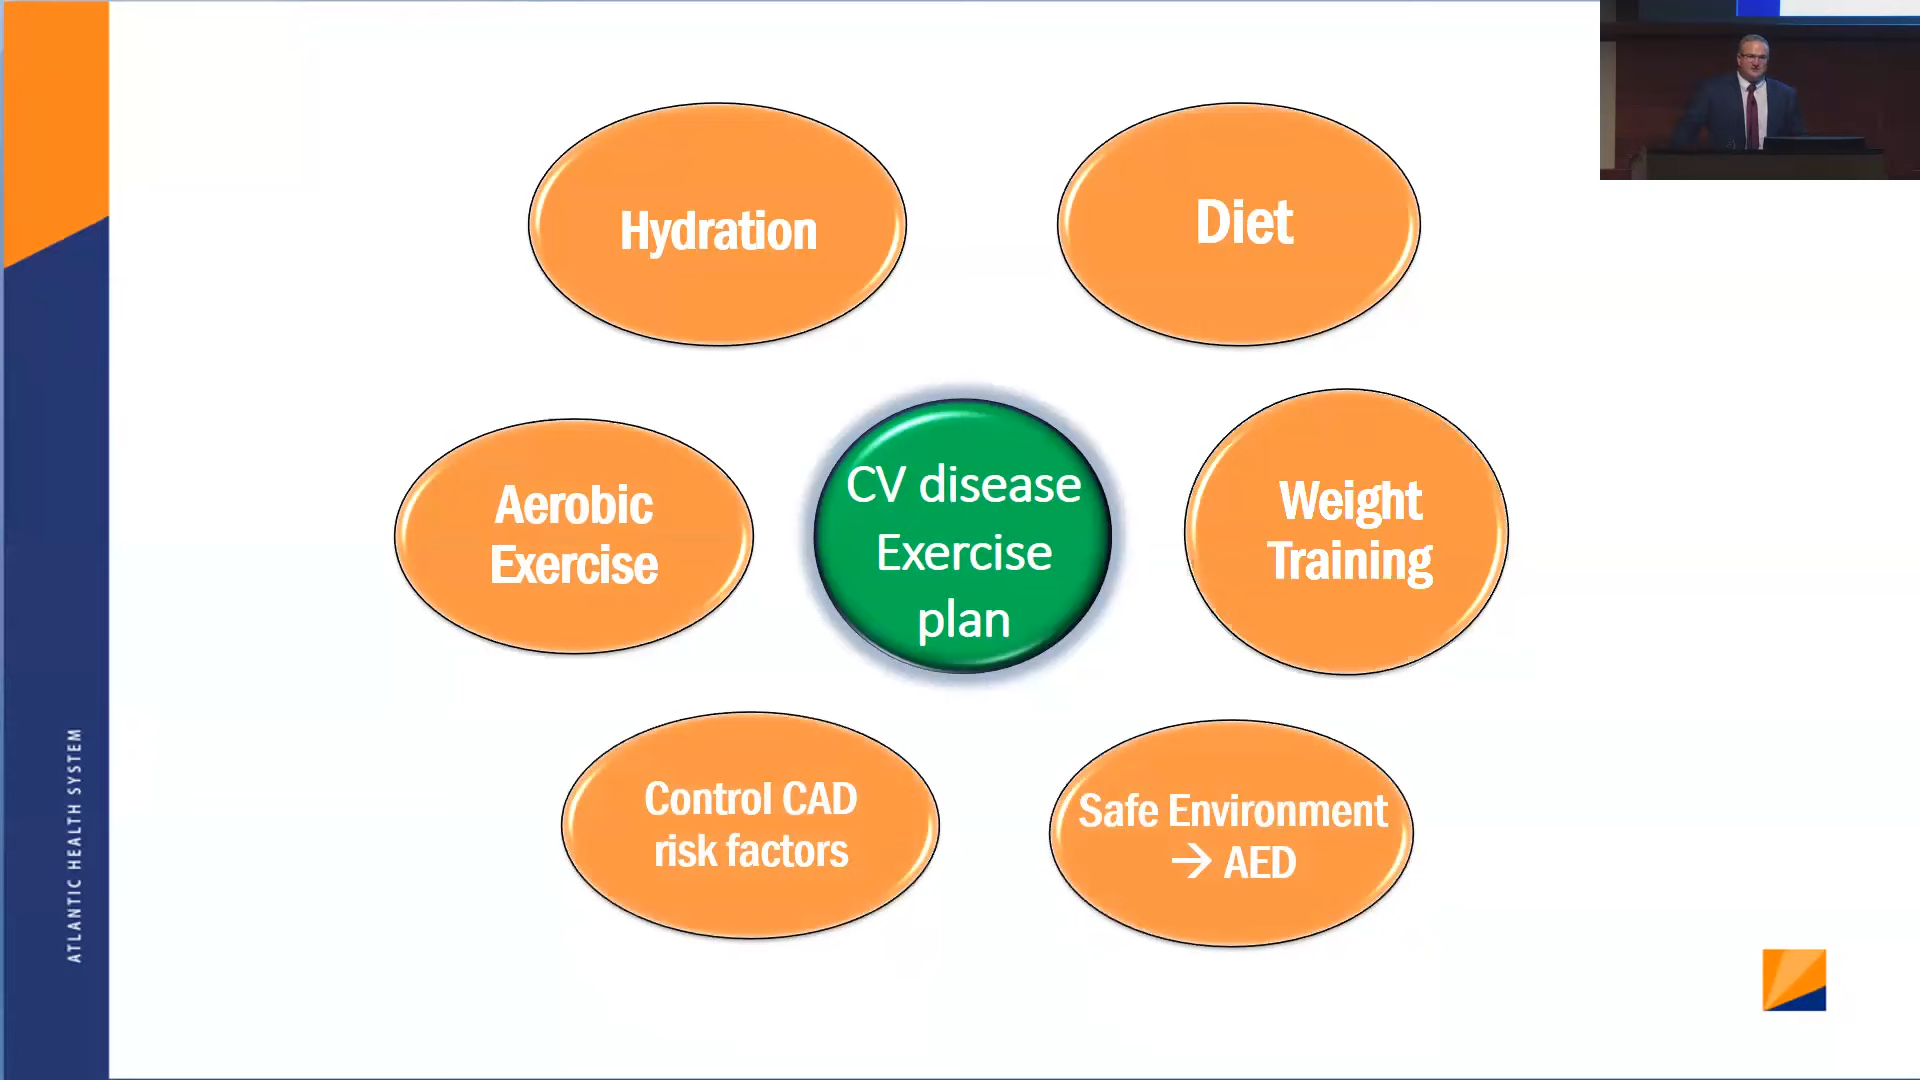 Hydration
Diet
Aerobic
Exercise
CV disease
Exercise
plan
Weight
Training
Control CAD
risk factors
Safe Environment
→ AED
ATLANTIC HEALTH SYSTEM